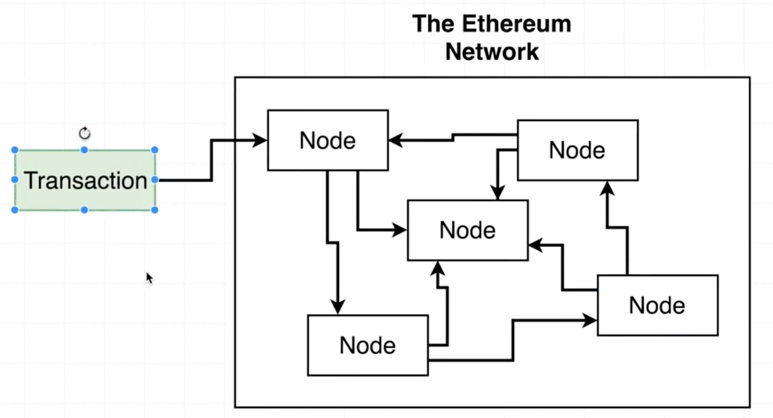 The Ethereum
Network
Transaction
Node
Node
Node
Node
Node